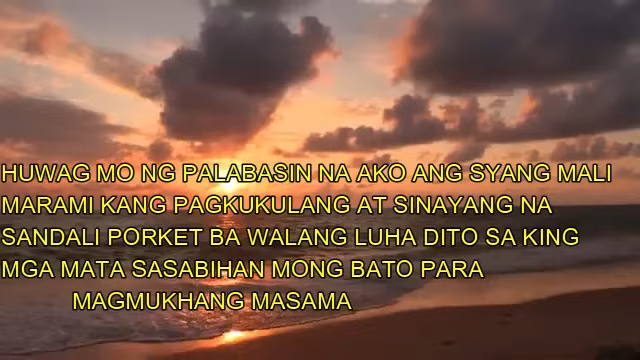 HUWAG MO NG PALABASIN NA AKO ANG SYANG MALI
MARAMI KANG PAGKUKULANG AT SINAYANG NA
SANDALI PORKET BA WALANG LUHA DITO SA KING
MGA MATA SASABIHAN MONG BATO PARA
MAGMUKHANG MASAMA